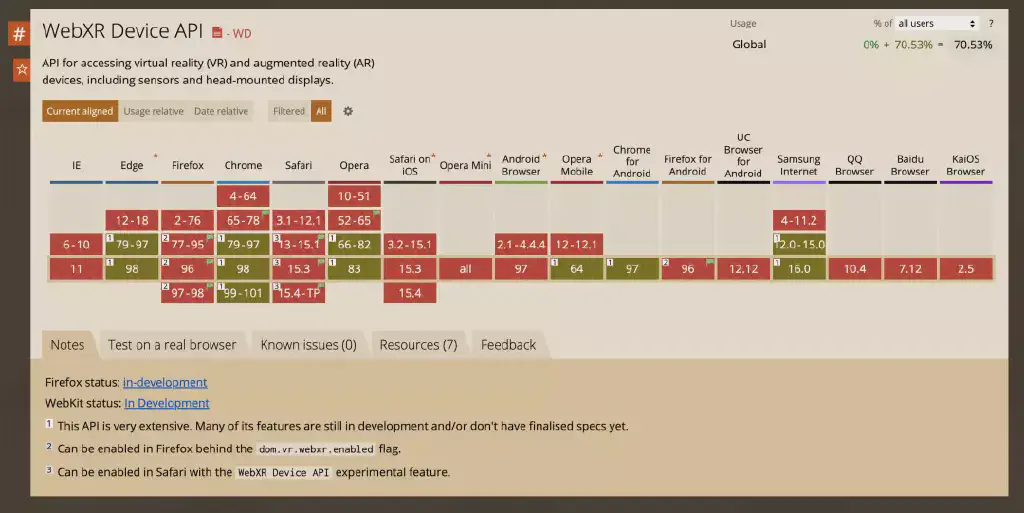 #
WebXR Device API - WD
Usage % of all users ?
Global 0% + 70.53% = 70.53%
API for accessing virtual reality (VR) and augmented reality (AR)
devices, including sensors and head-mounted displays.
Current aligned Usage relative Date relative Filtered All
IE Edge * Firefox Chrome Safari Opera Safari on iOS * Opera Mini * Android Browser * Opera Mobile * Chrome for Android Firefox for Android UC Browser for Android Samsung Internet QQ Browser Baidu Browser KaiOS Browser
4-64 10-51
12-18 2-76 65-78 3.1-12.1 52-65 4-11.2
6-10 1 79-97 2 77-95 1 79-97 3 13-15.1 1 66-82 3.2-15.1 2.1-4.4.4 12-12.1 1 12.0-15.0
11 1 98 2 96 1 98 3 15.3 1 83 15.3 all 97 1 64 1 97 2 96 12.12 1 16.0 10.4 7.12 2.5
2 97-98 1 99-101 3 15.4-TP 15.4
Notes Test on a real browser Known issues (0) Resources (7) Feedback
Firefox status: in-development
WebKit status: In Development
1 This API is very extensive. Many of its features are still in development and/or don't have finalised specs yet.
2 Can be enabled in Firefox behind the dom.vr.webxr.enabled flag.
3 Can be enabled in Safari with the WebXR Device API experimental feature.